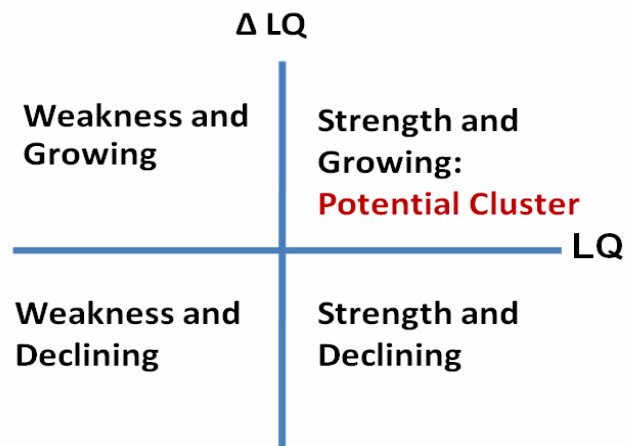 Δ LQ
Weakness and
Growing
Strength and
Growing:
Potential Cluster
LQ
Weakness and
Declining
Strength and
Declining